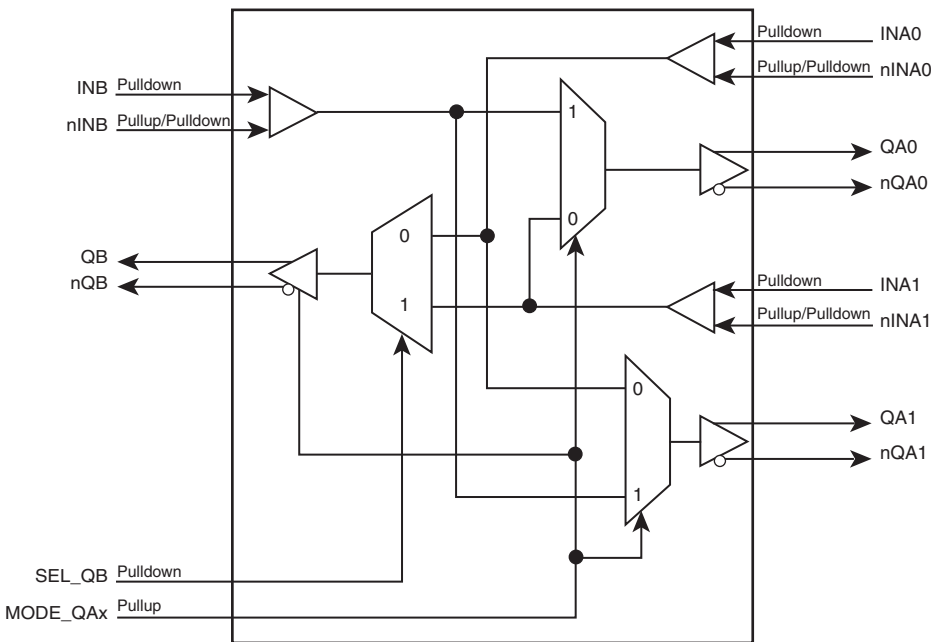 INA0
Pulldown
nINA0
Pullup/Pulldown
INB Pulldown
nINB Pullup/Pulldown
1
0
QA0
nQA0
QB
nQB
0
1
INA1
Pulldown
nINA1
Pullup/Pulldown
0
1
QA1
nQA1
SEL_QB Pulldown
MODE_QAx Pullup